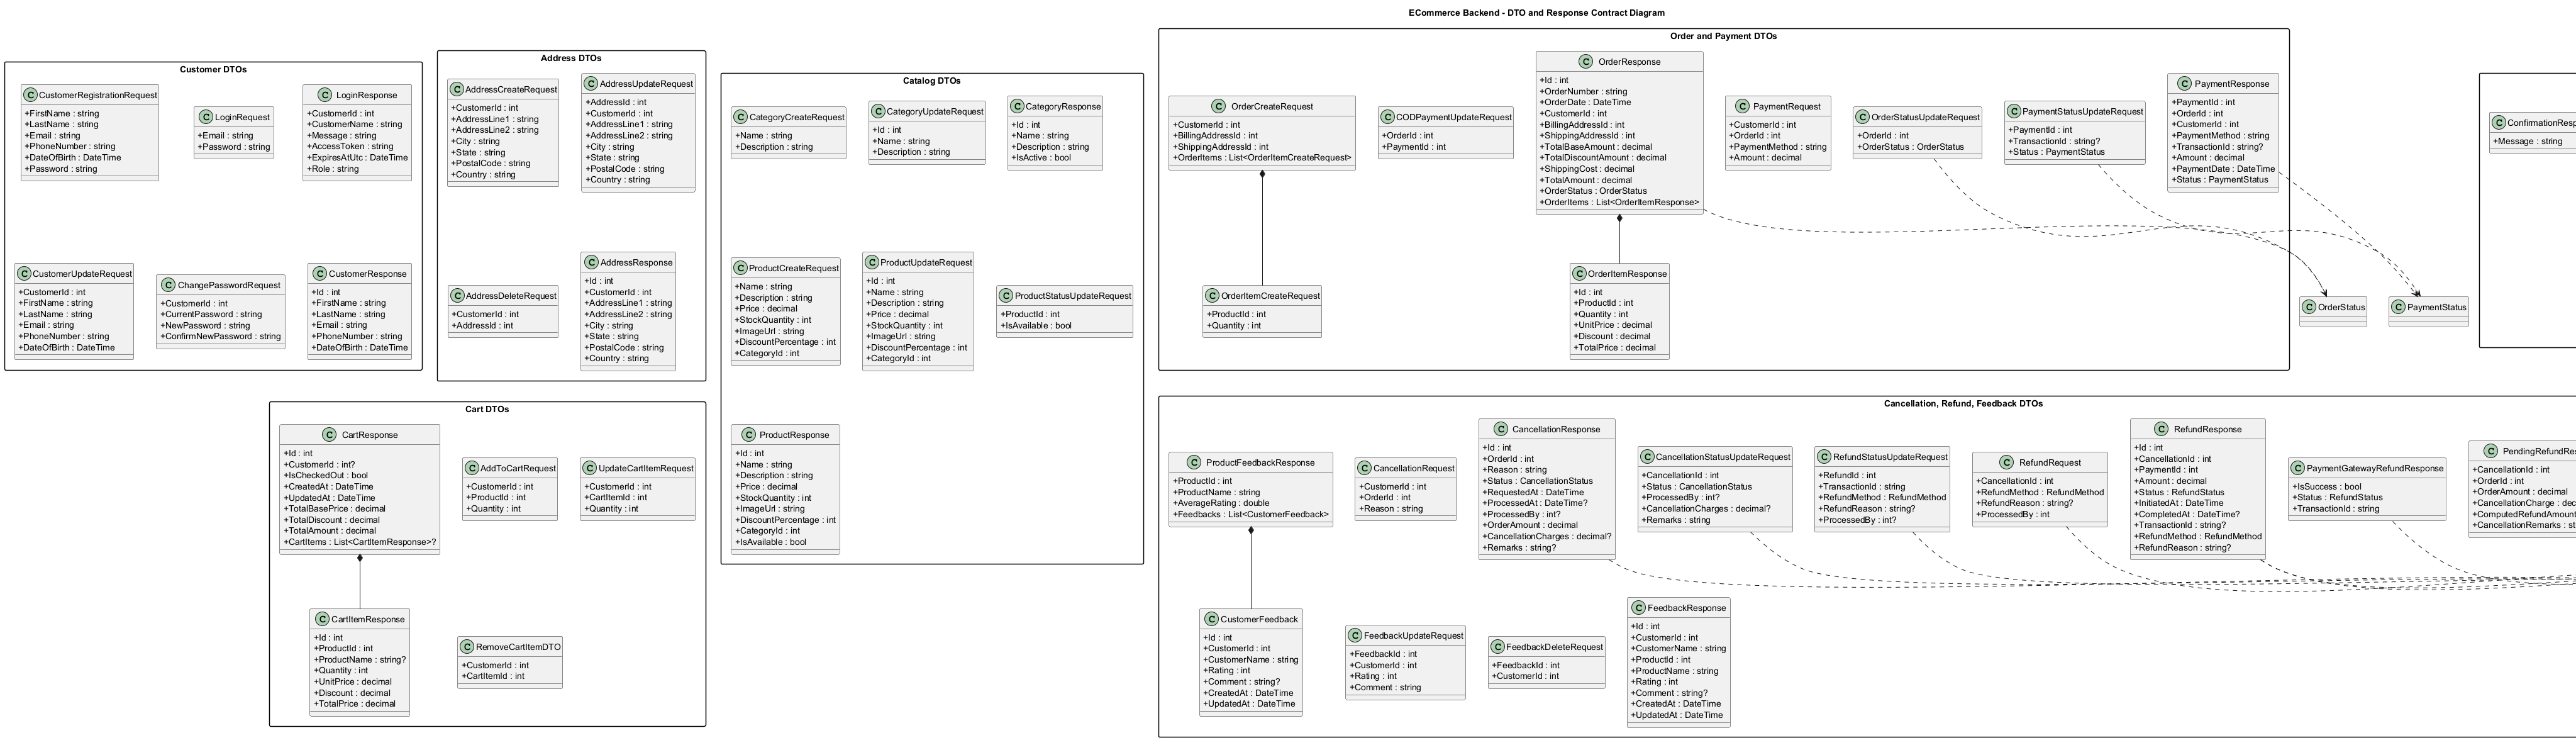 ECommerce Backend - DTO and Response Contract Diagram
Customer DTOs
C CustomerRegistrationRequest
+FirstName : string
+LastName : string
+Email : string
+PhoneNumber : string
+DateOfBirth : DateTime
+Password : string
C LoginRequest
+Email : string
+Password : string
C LoginResponse
+CustomerId : int
+CustomerName : string
+Message : string
+AccessToken : string
+ExpiresAtUtc : DateTime
+Role : string
C CustomerUpdateRequest
+CustomerId : int
+FirstName : string
+LastName : string
+Email : string
+PhoneNumber : string
+DateOfBirth : DateTime
C ChangePasswordRequest
+CustomerId : int
+CurrentPassword : string
+NewPassword : string
+ConfirmNewPassword : string
C CustomerResponse
+Id : int
+FirstName : string
+LastName : string
+Email : string
+PhoneNumber : string
+DateOfBirth : DateTime
Address DTOs
C AddressCreateRequest
+CustomerId : int
+AddressLine1 : string
+AddressLine2 : string
+City : string
+State : string
+PostalCode : string
+Country : string
C AddressUpdateRequest
+AddressId : int
+CustomerId : int
+AddressLine1 : string
+AddressLine2 : string
+City : string
+State : string
+PostalCode : string
+Country : string
C AddressDeleteRequest
+CustomerId : int
+AddressId : int
C AddressResponse
+Id : int
+CustomerId : int
+AddressLine1 : string
+AddressLine2 : string
+City : string
+State : string
+PostalCode : string
+Country : string
Catalog DTOs
C CategoryCreateRequest
+Name : string
+Description : string
C CategoryUpdateRequest
+Id : int
+Name : string
+Description : string
C CategoryResponse
+Id : int
+Name : string
+Description : string
+IsActive : bool
C ProductCreateRequest
+Name : string
+Description : string
+Price : decimal
+StockQuantity : int
+ImageUrl : string
+DiscountPercentage : int
+CategoryId : int
C ProductUpdateRequest
+Id : int
+Name : string
+Description : string
+Price : decimal
+StockQuantity : int
+ImageUrl : string
+DiscountPercentage : int
+CategoryId : int
C ProductStatusUpdateRequest
+ProductId : int
+IsAvailable : bool
C ProductResponse
+Id : int
+Name : string
+Description : string
+Price : decimal
+StockQuantity : int
+ImageUrl : string
+DiscountPercentage : int
+CategoryId : int
+IsAvailable : bool
Order and Payment DTOs
C OrderCreateRequest
+CustomerId : int
+BillingAddressId : int
+ShippingAddressId : int
+OrderItems : List<OrderItemCreateRequest>
C CODPaymentUpdateRequest
+OrderId : int
+PaymentId : int
C OrderResponse
+Id : int
+OrderNumber : string
+OrderDate : DateTime
+CustomerId : int
+BillingAddressId : int
+ShippingAddressId : int
+TotalBaseAmount : decimal
+TotalDiscountAmount : decimal
+ShippingCost : decimal
+TotalAmount : decimal
+OrderStatus : OrderStatus
+OrderItems : List<OrderItemResponse>
C PaymentRequest
+CustomerId : int
+OrderId : int
+PaymentMethod : string
+Amount : decimal
C OrderStatusUpdateRequest
+OrderId : int
+OrderStatus : OrderStatus
C PaymentStatusUpdateRequest
+PaymentId : int
+TransactionId : string?
+Status : PaymentStatus
C PaymentResponse
+PaymentId : int
+OrderId : int
+CustomerId : int
+PaymentMethod : string
+TransactionId : string?
+Amount : decimal
+PaymentDate : DateTime
+Status : PaymentStatus
C OrderItemCreateRequest
+ProductId : int
+Quantity : int
C OrderItemResponse
+Id : int
+ProductId : int
+Quantity : int
+UnitPrice : decimal
+Discount : decimal
+TotalPrice : decimal
C OrderStatus
C PaymentStatus
C ConfirmationResp
+Message : string
Cart DTOs
C CartResponse
+Id : int
+CustomerId : int?
+IsCheckedOut : bool
+CreatedAt : DateTime
+UpdatedAt : DateTime
+TotalBasePrice : decimal
+TotalDiscount : decimal
+TotalAmount : decimal
+CartItems : List<CartItemResponse>?
C AddToCartRequest
+CustomerId : int
+ProductId : int
+Quantity : int
C UpdateCartItemRequest
+CustomerId : int
+CartItemId : int
+Quantity : int
C CartItemResponse
+Id : int
+ProductId : int
+ProductName : string?
+Quantity : int
+UnitPrice : decimal
+Discount : decimal
+TotalPrice : decimal
C RemoveCartItemDTO
+CustomerId : int
+CartItemId : int
Cancellation, Refund, Feedback DTOs
C ProductFeedbackResponse
+ProductId : int
+ProductName : string
+AverageRating : double
+Feedbacks : List<CustomerFeedback>
C CancellationRequest
+CustomerId : int
+OrderId : int
+Reason : string
C CancellationResponse
+Id : int
+OrderId : int
+Reason : string
+Status : CancellationStatus
+RequestedAt : DateTime
+ProcessedAt : DateTime?
+ProcessedBy : int?
+OrderAmount : decimal
+CancellationCharges : decimal?
+Remarks : string?
C CancellationStatusUpdateRequest
+CancellationId : int
+Status : CancellationStatus
+ProcessedBy : int?
+CancellationCharges : decimal?
+Remarks : string
C RefundStatusUpdateRequest
+RefundId : int
+TransactionId : string
+RefundMethod : RefundMethod
+RefundReason : string?
+ProcessedBy : int?
C RefundRequest
+CancellationId : int
+RefundMethod : RefundMethod
+RefundReason : string?
+ProcessedBy : int
C RefundResponse
+Id : int
+CancellationId : int
+PaymentId : int
+Amount : decimal
+Status : RefundStatus
+InitiatedAt : DateTime
+CompletedAt : DateTime?
+TransactionId : string?
+RefundMethod : RefundMethod
+RefundReason : string?
C PaymentGatewayRefundResponse
+IsSuccess : bool
+Status : RefundStatus
+TransactionId : string
C PendingRefundRes
+CancellationId : int
+OrderId : int
+OrderAmount : decimal
+CancellationCharge : dec
+ComputedRefundAmount
+CancellationRemarks : st
C CustomerFeedback
+Id : int
+CustomerId : int
+CustomerName : string
+Rating : int
+Comment : string?
+CreatedAt : DateTime
+UpdatedAt : DateTime
C FeedbackUpdateRequest
+FeedbackId : int
+CustomerId : int
+Rating : int
+Comment : string
C FeedbackDeleteRequest
+FeedbackId : int
+CustomerId : int
C FeedbackResponse
+Id : int
+CustomerId : int
+CustomerName : string
+ProductId : int
+ProductName : string
+Rating : int
+Comment : string?
+CreatedAt : DateTime
+UpdatedAt : DateTime